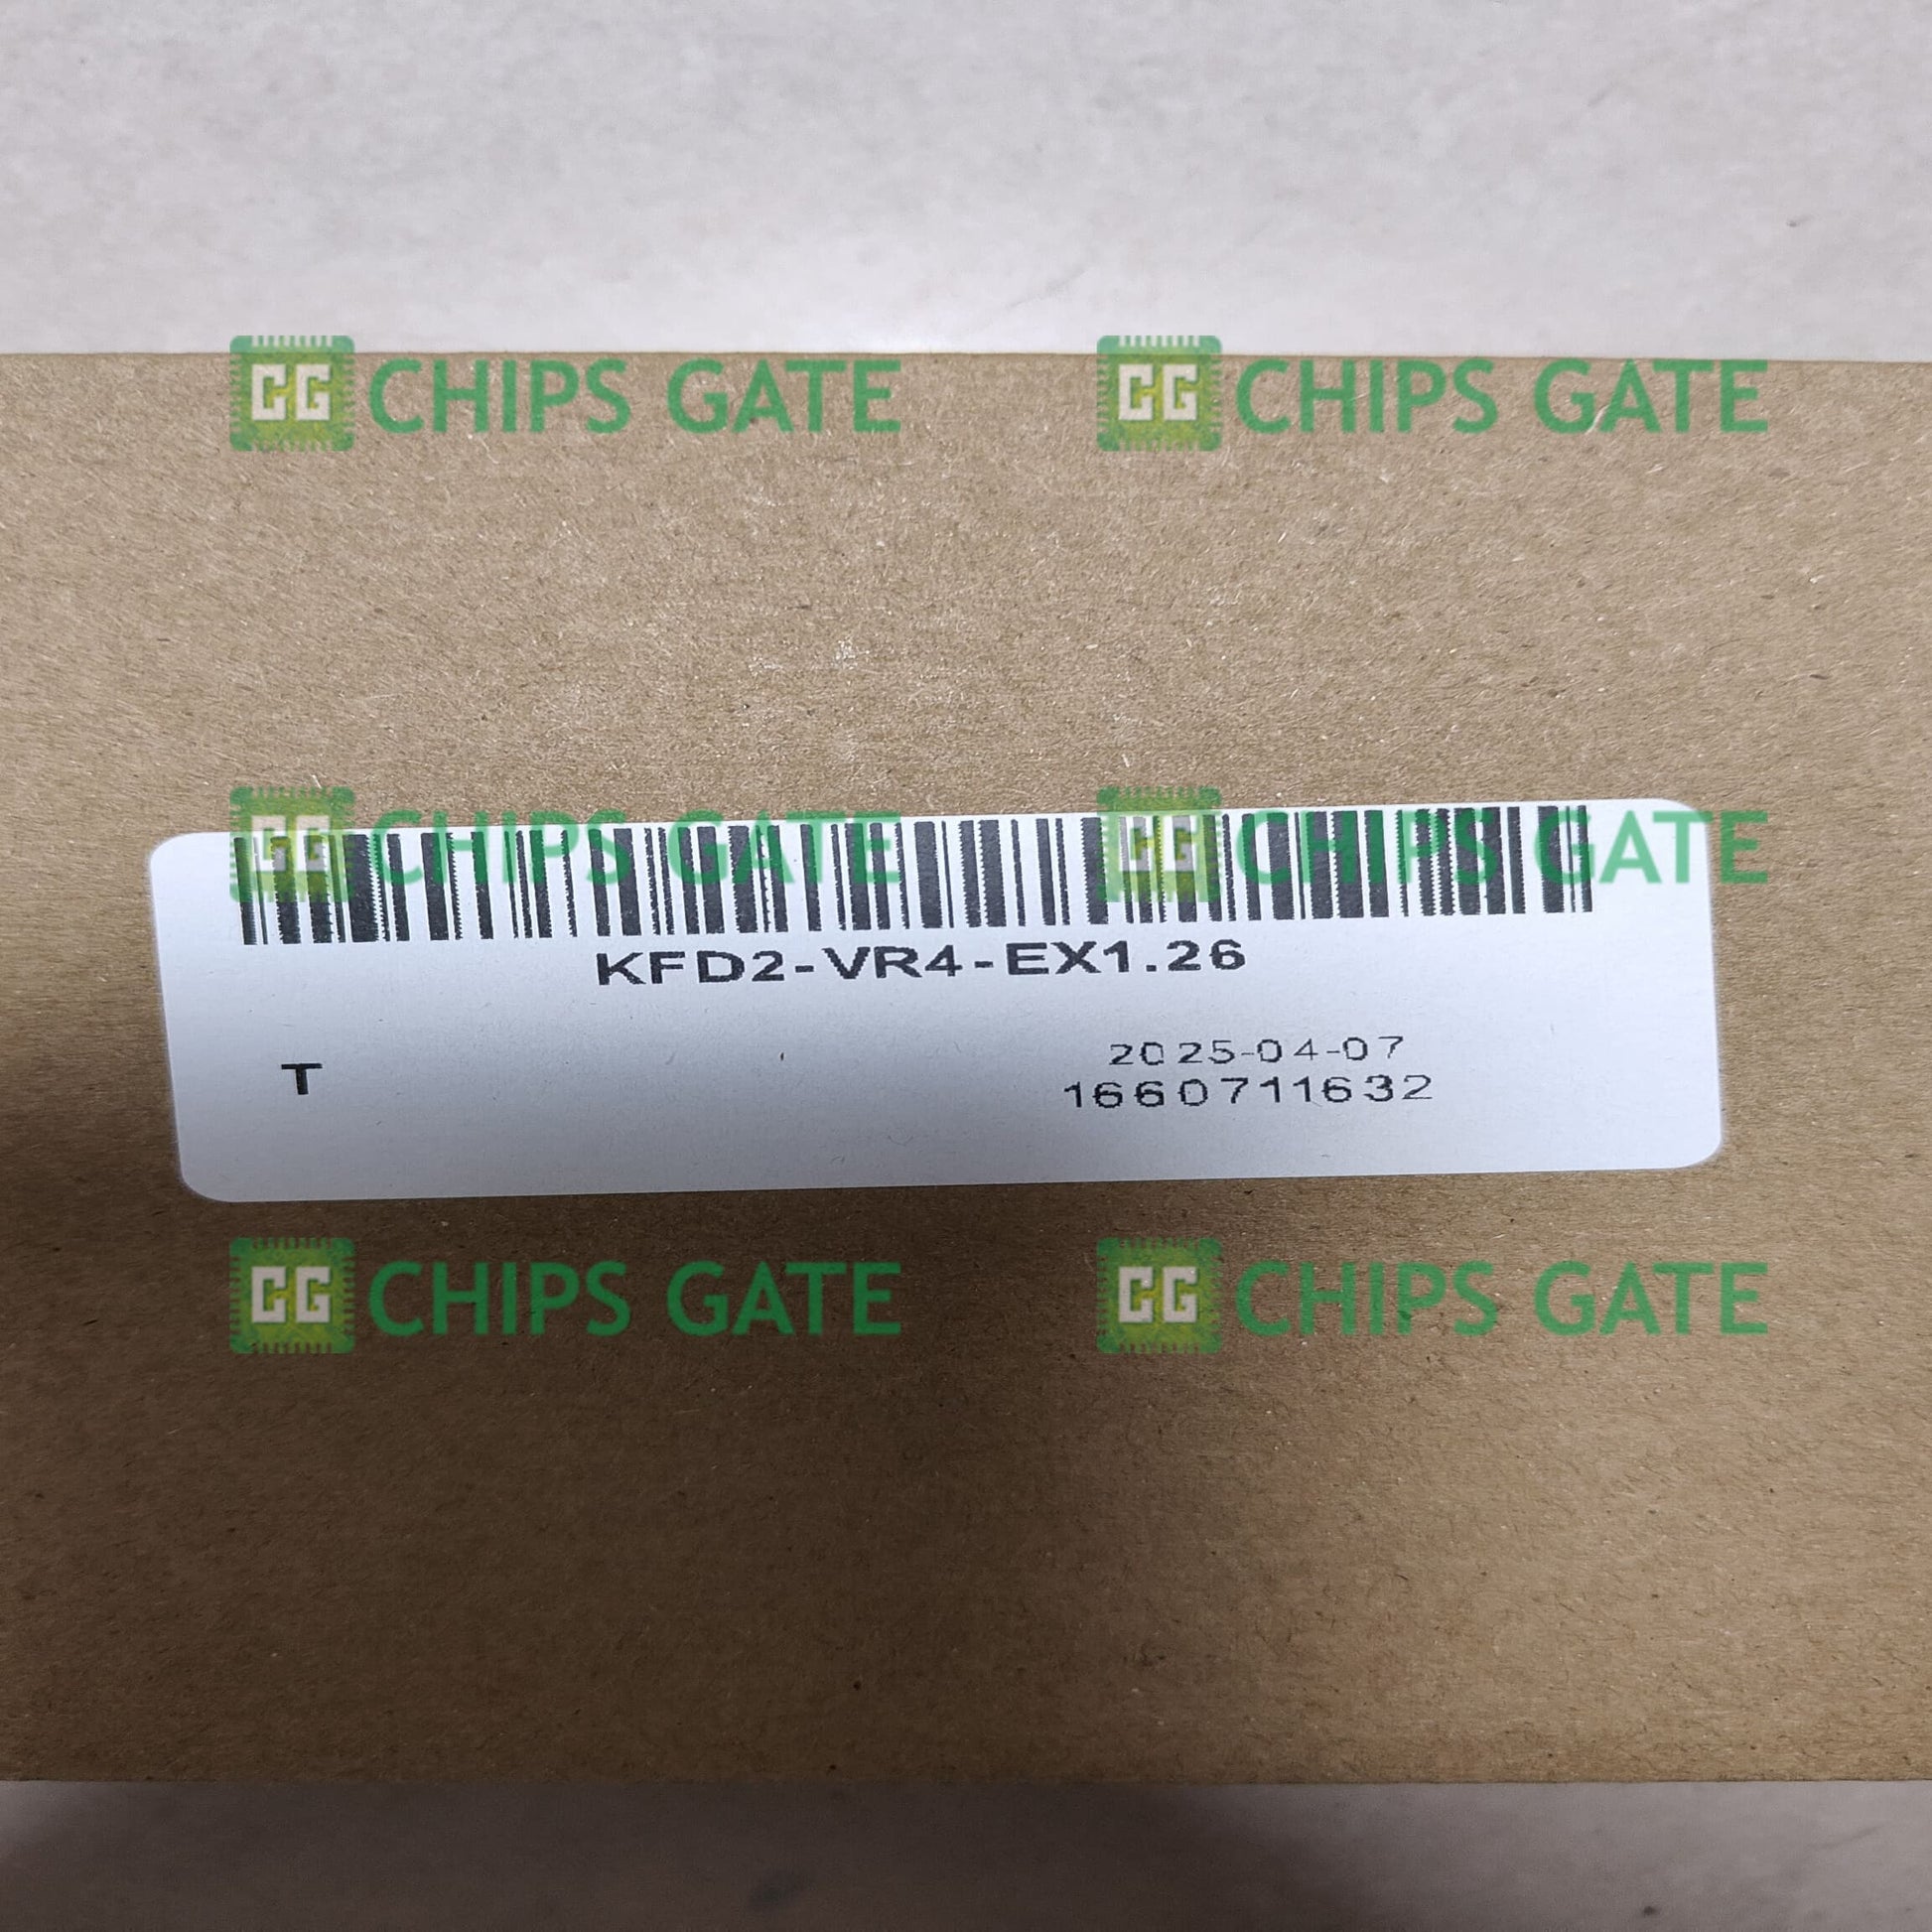 CG CHIPS GATE CG CHIPS GATE
CG CHIPS GATE CG CHIPS GATE
KFD2-VR4-EX1.26
T 2025-04-07
1660711632
CG CHIPS GATE CG CHIPS GATE